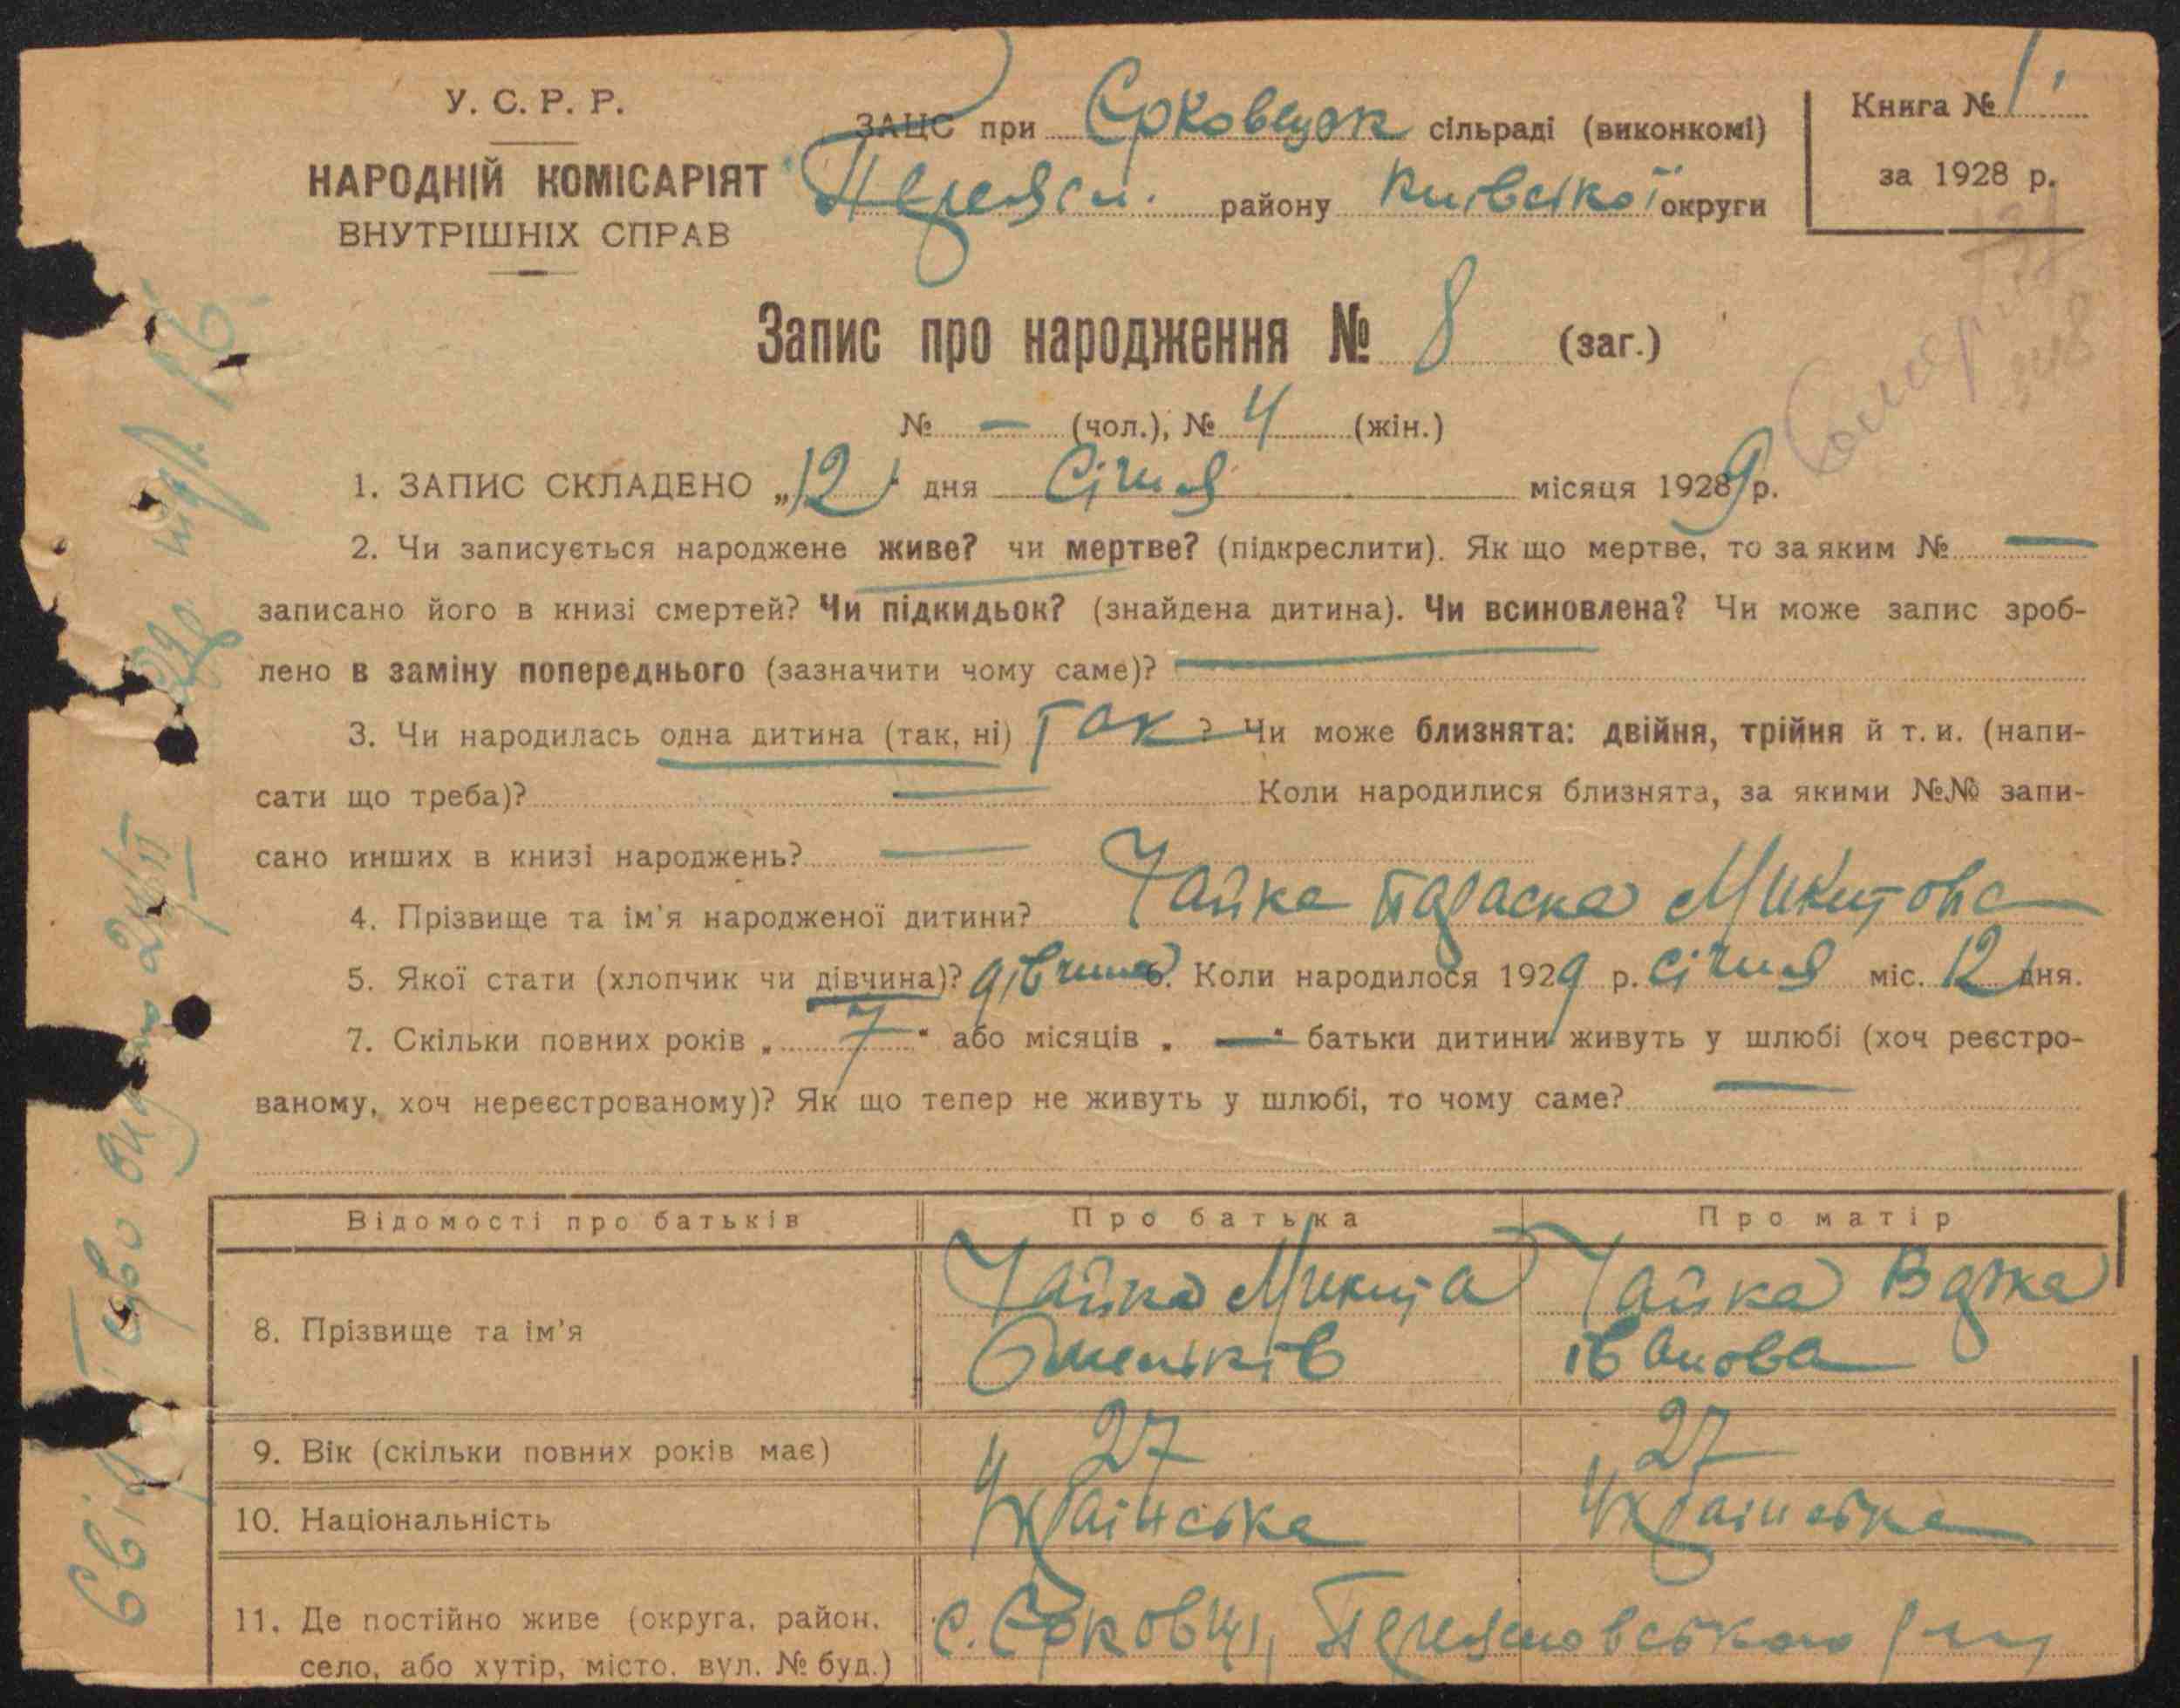 У. С. Р. Р.
НАРОДНІЙ КОМІСАРІЯТ
ВНУТРІШНІХ СПРАВ
ЗАЦС при Єрковецьк сільраді (виконкомі)
Переясл. району Київської округи
Книга № 1
за 1928 р.
Запис про народження № 8 (заг.)
№ — (чол.), № 4 (жін.)
1. ЗАПИС СКЛАДЕНО „12" дня Січня місяця 1929 р.
2. Чи записується народжене живе? чи мертве? (підкреслити). Як що мертве, то за яким № —
записано його в книзі смертей? Чи підкидьок? (знайдена дитина). Чи всиновлена? Чи може запис зроб-
лено в заміну попереднього (зазначити чому саме)? —
3. Чи народилась одна дитина (так, ні) Так? Чи може близнята: двійня, трійня й т. и. (напи-
сати що треба)? — Коли народилися близнята, за якими №№ запи-
сано инших в книзі народжень? —
4. Прізвище та ім'я народженої дитини? Чайка Параска Микитова
5. Якої стати (хлопчик чи дівчина)? дівчина 6. Коли народилося 1929 р. січня міс. 12 дня.
7. Скільки повних років „7" або місяців „—" батьки дитини живуть у шлюбі (хоч реєстро-
ваному, хоч нереєстрованому)? Як що тепер не живуть у шлюбі, то чому саме? —
Відомості про батьків Про батька Про матір
8. Прізвище та ім'я Чайка Микита Омельків Чайка Варка Іванова
9. Вік (скільки повних років має) 27 27
10. Національність Українська Українська
11. Де постійно живе (округа, район, с. Єрковці, Переяславського р-ну
село, або хутір, місто, вул. № буд.)